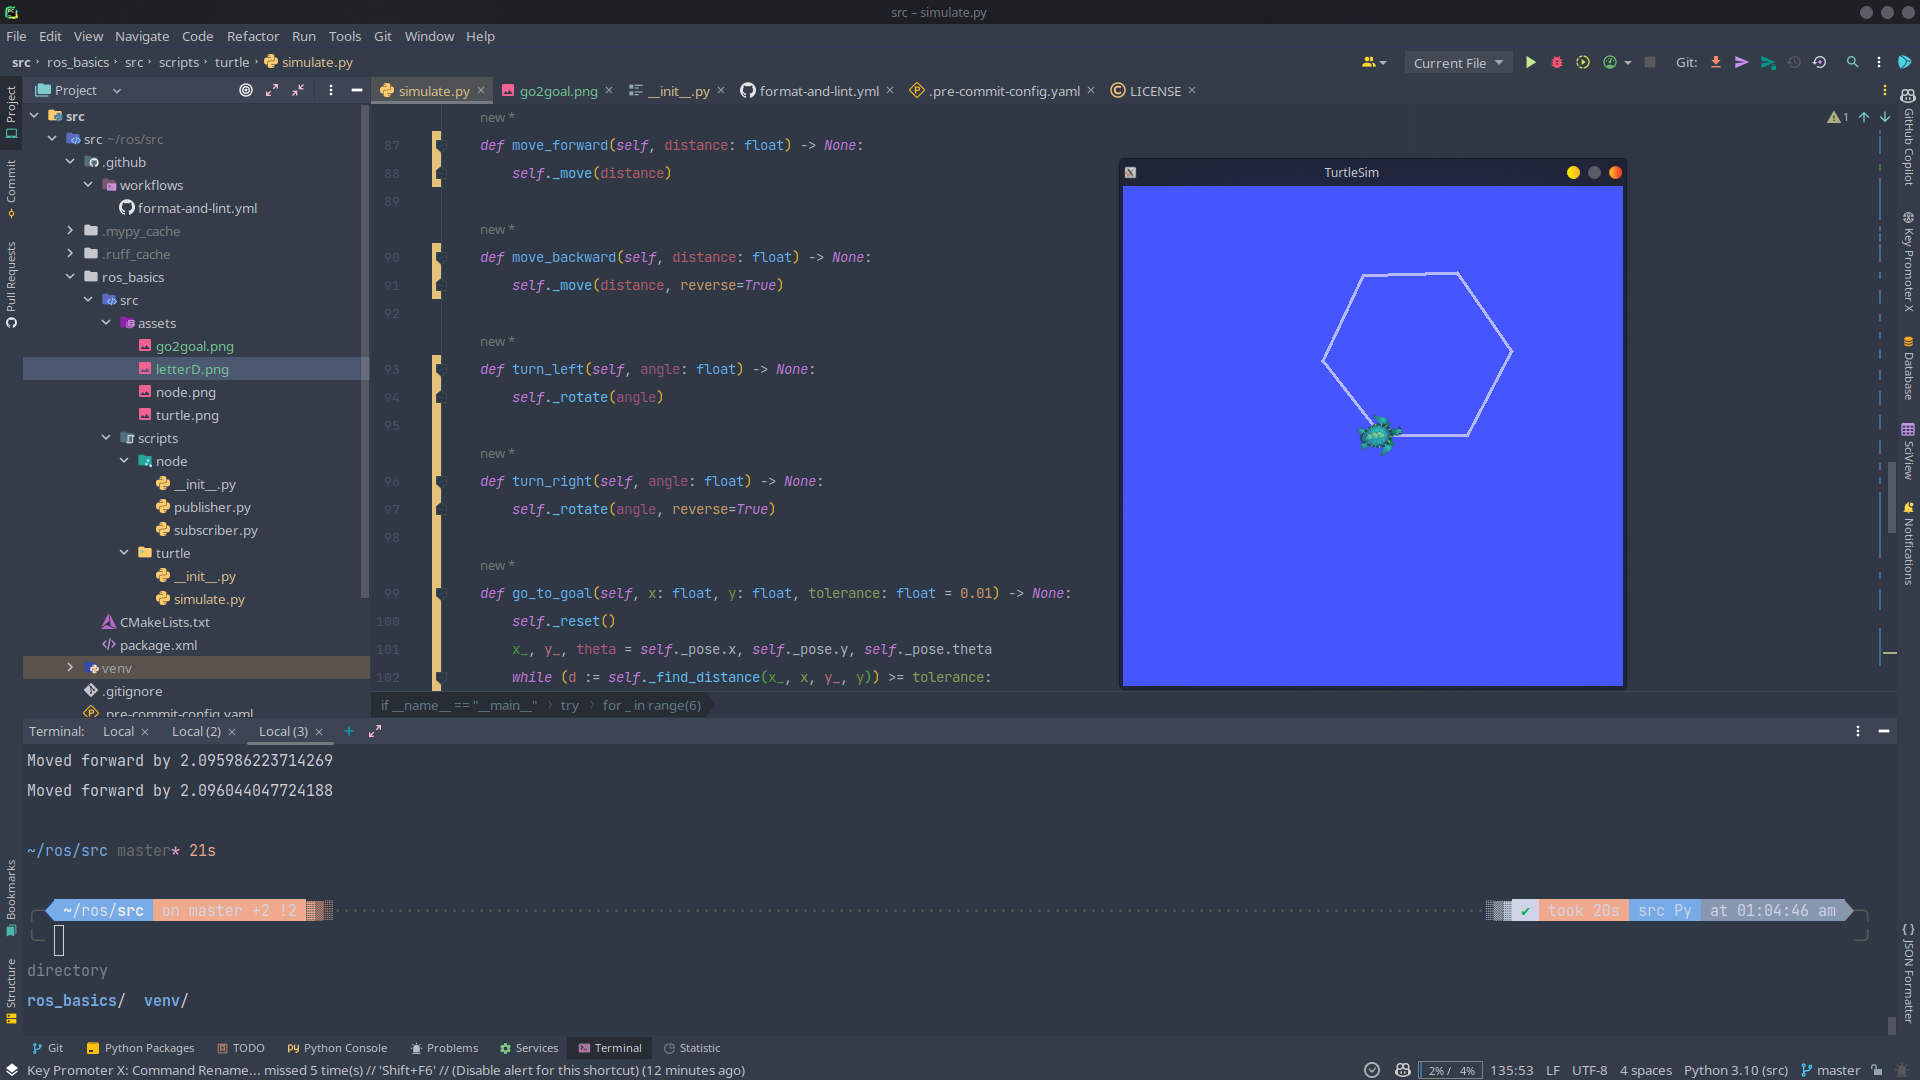 src – simulate.py
File Edit View Navigate Code Refactor Run Tools Git Window Help
src › ros_basics › src › scripts › turtle › simulate.py
Current File Git:
Project
simulate.py × go2goal.png × __init__.py × format-and-lint.yml × .pre-commit-config.yaml × LICENSE ×
src
src ~/ros/src
.github
workflows
format-and-lint.yml
.mypy_cache
.ruff_cache
ros_basics
src
assets
go2goal.png
letterD.png
node.png
turtle.png
scripts
node
__init__.py
publisher.py
subscriber.py
turtle
__init__.py
simulate.py
CMakeLists.txt
package.xml
venv
.gitignore
.pre-commit-config.yaml
new *
87 def move_forward(self, distance: float) -> None:
88 self._move(distance)
89
new *
90 def move_backward(self, distance: float) -> None:
91 self._move(distance, reverse=True)
92
new *
93 def turn_left(self, angle: float) -> None:
94 self._rotate(angle)
95
new *
96 def turn_right(self, angle: float) -> None:
97 self._rotate(angle, reverse=True)
98
new *
99 def go_to_goal(self, x: float, y: float, tolerance: float = 0.01) -> None:
100 self._reset()
101 x_, y_, theta = self._pose.x, self._pose.y, self._pose.theta
102 while (d := self._find_distance(x_, x, y_, y)) >= tolerance:
if __name__ == "__main__" › try › for _ in range(6)
1
TurtleSim
Project
Commit
Pull Requests
Bookmarks
Structure
GitHub Copilot
Key Promoter X
Database
SciView
Notifications
JSON Formatter
Terminal: Local × Local (2) × Local (3) × +
Moved forward by 2.095986223714269
Moved forward by 2.096044047724188
~/ros/src master* 21s
~/ros/src on master +2 !2 ✔ took 20s src Py at 01:04:46 am
directory
ros_basics/ venv/
Git Python Packages TODO Python Console Problems Services Terminal Statistic
Key Promoter X: Command Rename... missed 5 time(s) // 'Shift+F6' // (Disable alert for this shortcut) (12 minutes ago) 2% / 4% 135:53 LF UTF-8 4 spaces Python 3.10 (src) master